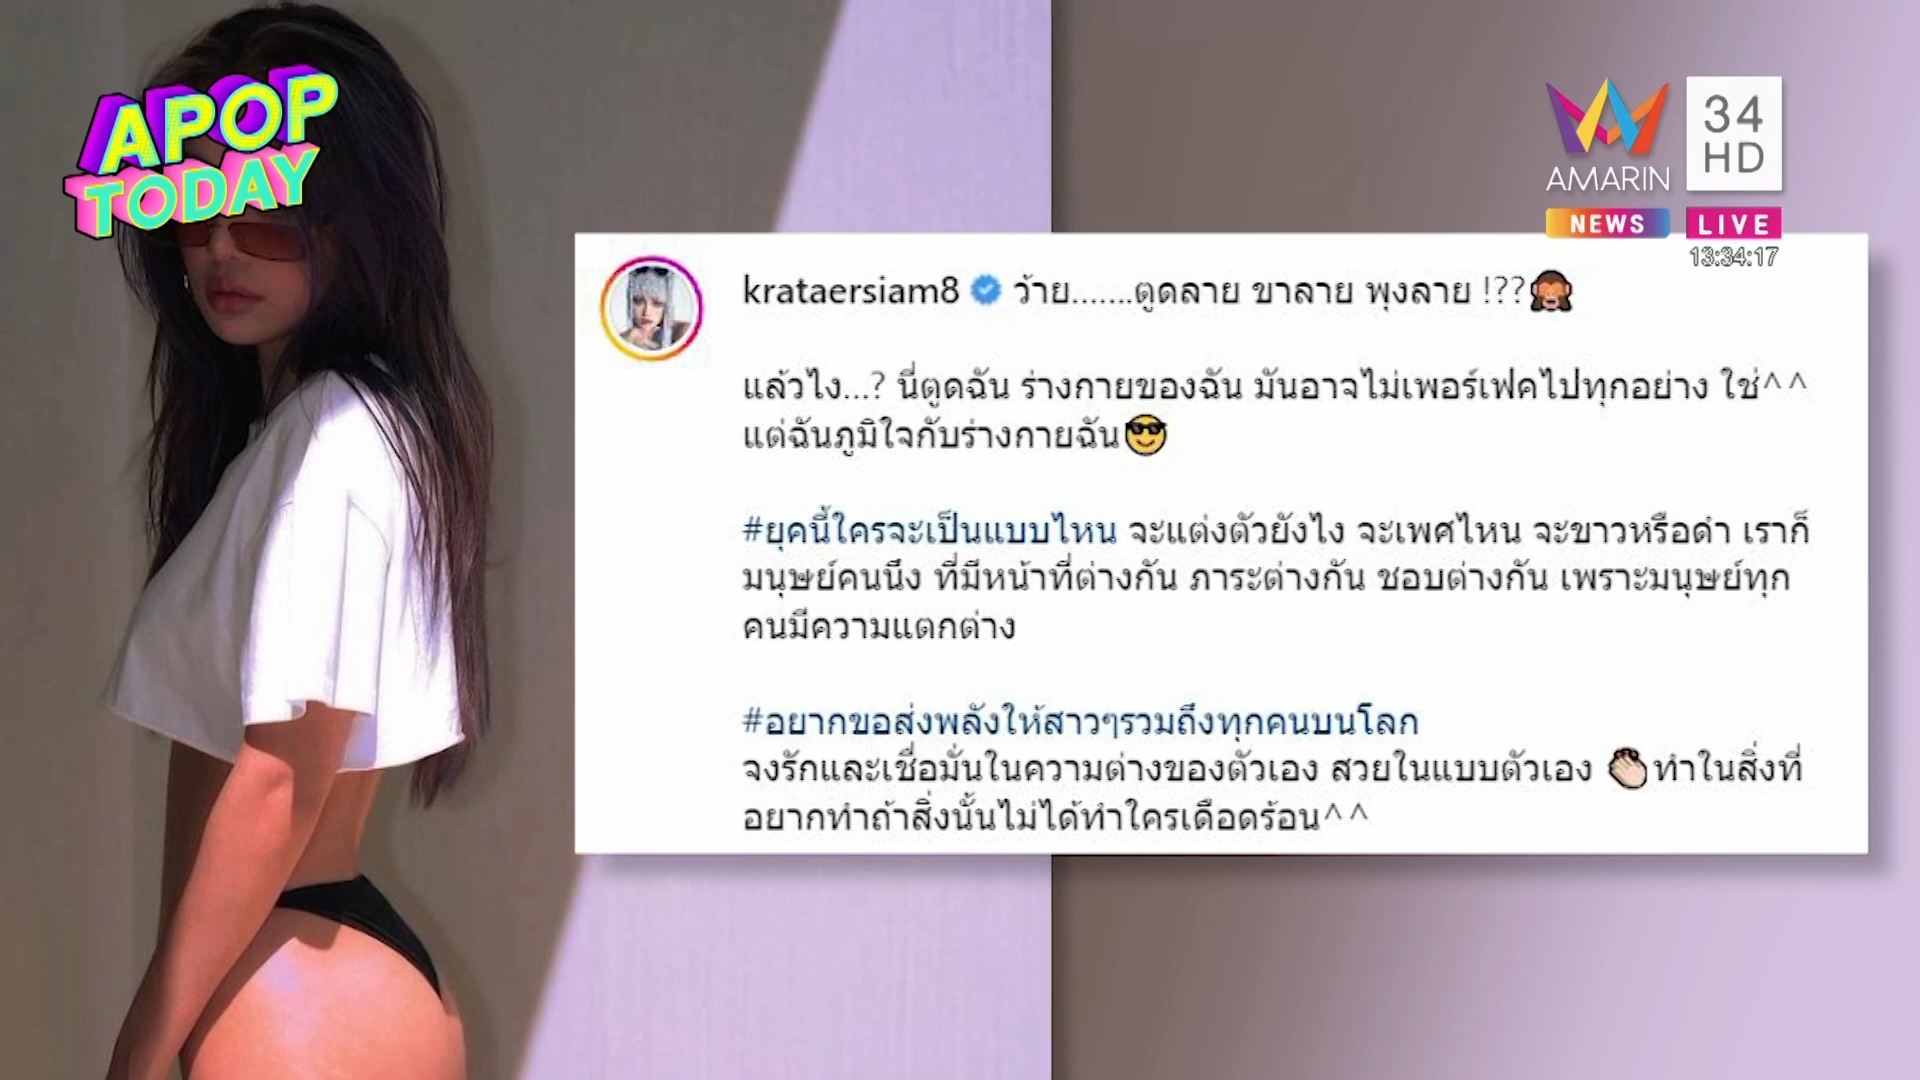 APOP
TODAY
AMARIN
34
HD
NEWS
LIVE
13:34:17
krataersiam8 ว้าย.......ตูดลาย ขาลาย พุงลาย !??🙈
แล้วไง...? นี่ตูดฉัน ร่างกายของฉัน มันอาจไม่เพอร์เฟคไปทุกอย่าง ใช่^^
แต่ฉันภูมิใจกับร่างกายฉัน😎
#ยุคนี้ใครจะเป็นแบบไหน จะแต่งตัวยังไง จะเพศไหน จะขาวหรือดำ เราก็
มนุษย์คนนึง ที่มีหน้าที่ต่างกัน ภาระต่างกัน ชอบต่างกัน เพราะมนุษย์ทุก
คนมีความแตกต่าง
#อยากขอส่งพลังให้สาวๆรวมถึงทุกคนบนโลก
จงรักและเชื่อมั่นในความต่างของตัวเอง สวยในแบบตัวเอง 👏🏻ทำในสิ่งที่
อยากทำถ้าสิ่งนั้นไม่ได้ทำใครเดือดร้อน^^